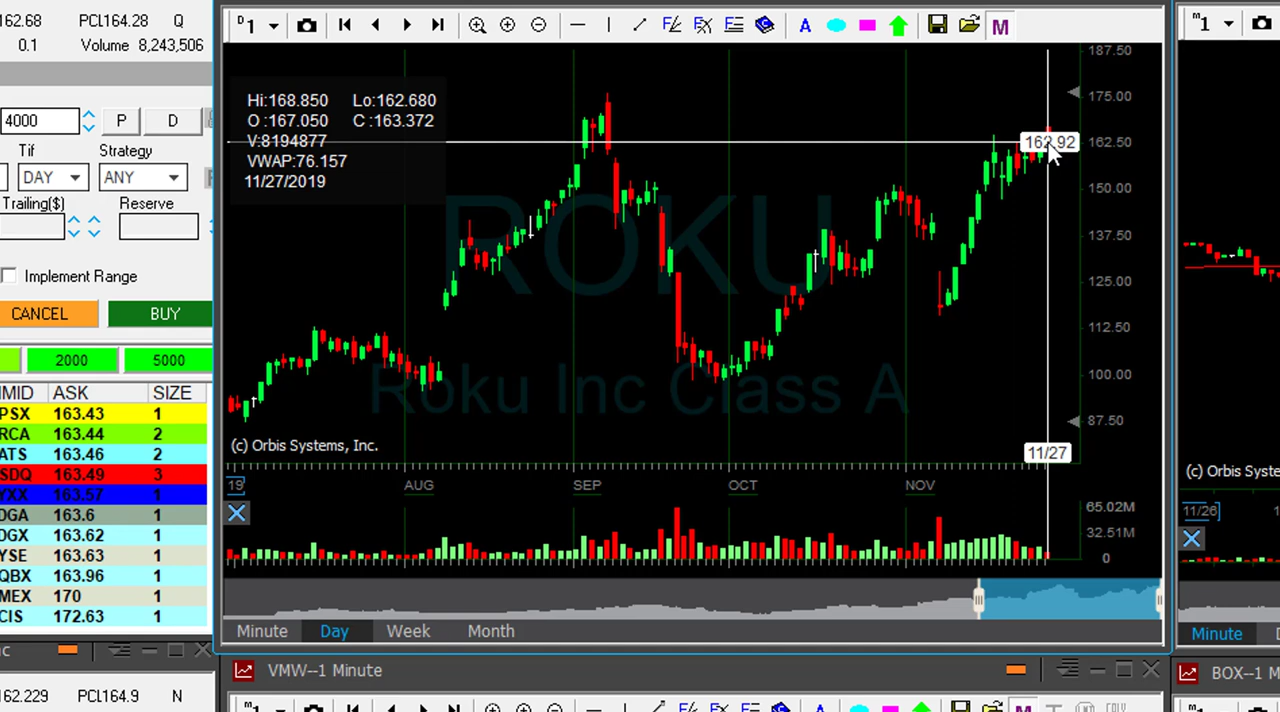 162.68 PCL164.28 Q
0.1 Volume 8,243,506
4000 P D
Tif Strategy
DAY ANY
Trailing($) Reserve
Implement Range
CANCEL BUY
2000 5000
MMID ASK SIZE
PSX 163.43 1
RCA 163.44 2
ATS 163.46 2
SDQ 163.49 3
YXX 163.57 1
DGA 163.6 1
DGX 163.62 1
YSE 163.63 1
QBX 163.96 1
MEX 170 1
CIS 172.63 1
162.229 PCL164.9 N
D1
A M
Hi:168.850 Lo:162.680
O :167.050 C :163.372
V:8194877
VWAP:76.157
11/27/2019
ROKU
Roku Inc Class A
(c) Orbis Systems, Inc.
187.50
175.00
162.50
162.92
150.00
137.50
125.00
112.50
100.00
87.50
11/27
19 AUG SEP OCT NOV
65.02M
32.51M
0
Minute Day Week Month
VMW--1 Minute
m1
(c) Orbis Syste
11/26
Minute
BOX--1 M